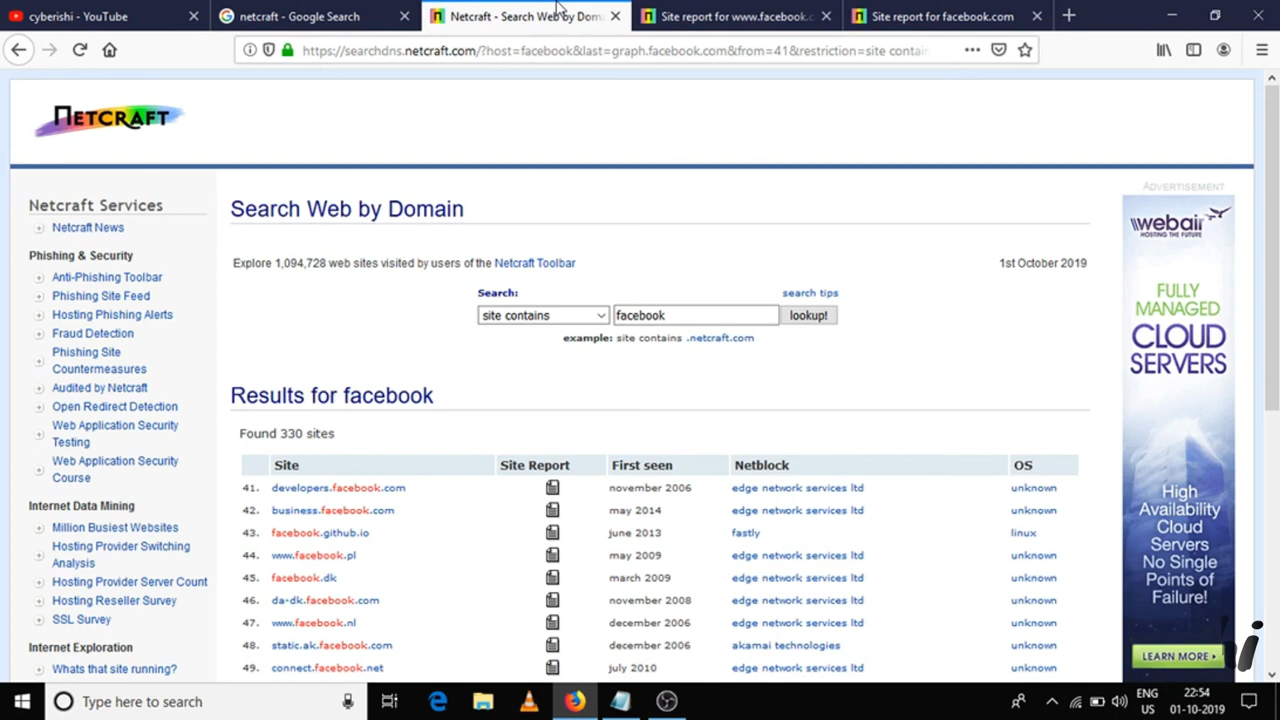 cyberishi - YouTube
netcraft - Google Search
Netcraft - Search Web by Doma
Site report for www.facebook.c
Site report for facebook.com
https://searchdns.netcraft.com/?host=facebook&last=graph.facebook.com&from=41&restriction=site contain
NETCRAFT
ADVERTISEMENT
Netcraft Services
Netcraft News
Phishing & Security
Anti-Phishing Toolbar
Phishing Site Feed
Hosting Phishing Alerts
Fraud Detection
Phishing Site
Countermeasures
Audited by Netcraft
Open Redirect Detection
Web Application Security
Testing
Web Application Security
Course
Internet Data Mining
Million Busiest Websites
Hosting Provider Switching
Analysis
Hosting Provider Server Count
Hosting Reseller Survey
SSL Survey
Internet Exploration
Whats that site running?
Search Web by Domain
Explore 1,094,728 web sites visited by users of the Netcraft Toolbar 1st October 2019
Search: search tips
site contains facebook lookup!
example: site contains .netcraft.com
Results for facebook
Found 330 sites
Site Site Report First seen Netblock OS
41. developers.facebook.com november 2006 edge network services ltd unknown
42. business.facebook.com may 2014 edge network services ltd unknown
43. facebook.github.io june 2013 fastly linux
44. www.facebook.pl may 2009 edge network services ltd unknown
45. facebook.dk march 2009 edge network services ltd unknown
46. da-dk.facebook.com november 2008 edge network services ltd unknown
47. www.facebook.nl december 2006 edge network services ltd unknown
48. static.ak.facebook.com december 2006 akamai technologies unknown
49. connect.facebook.net july 2010 edge network services ltd unknown
webair
HOSTING THE FUTURE
FULLY
MANAGED
CLOUD
SERVERS
High
Availability
Cloud
Servers
No Single
Points of
Failure!
LEARN MORE
Type here to search
ENG
US
22:54
01-10-2019